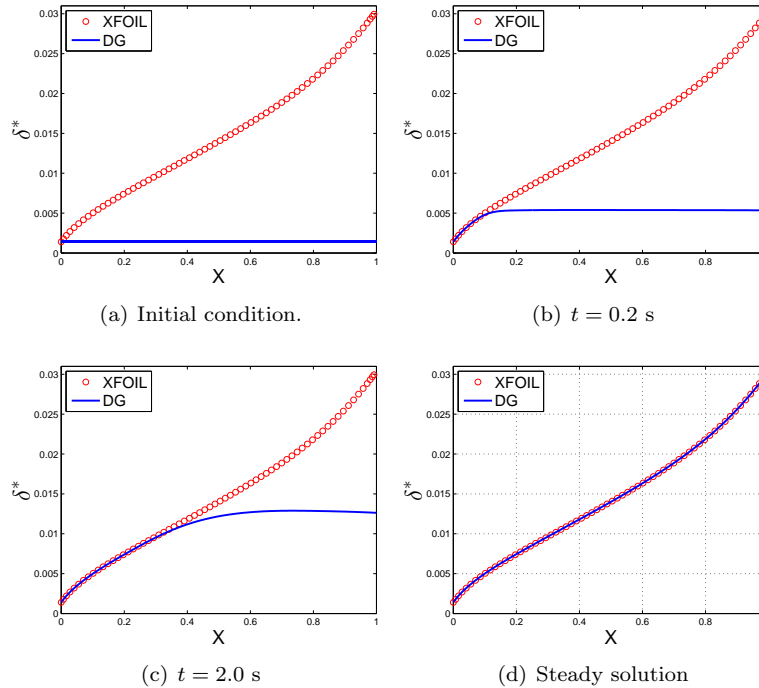 0.03
0.025
0.02
0.015
0.01
0.005
0
δ*
XFOIL
DG
0 0.2 0.4 0.6 0.8 1
X
(a) Initial condition.
0.03
0.025
0.02
0.015
0.01
0.005
0
δ*
XFOIL
DG
0 0.2 0.4 0.6 0.8
X
(b) t = 0.2 s
0.03
0.025
0.02
0.015
0.01
0.005
0
δ*
XFOIL
DG
0 0.2 0.4 0.6 0.8 1
X
(c) t = 2.0 s
0.03
0.025
0.02
0.015
0.01
0.005
0
δ*
XFOIL
DG
0 0.2 0.4 0.6 0.8
X
(d) Steady solution